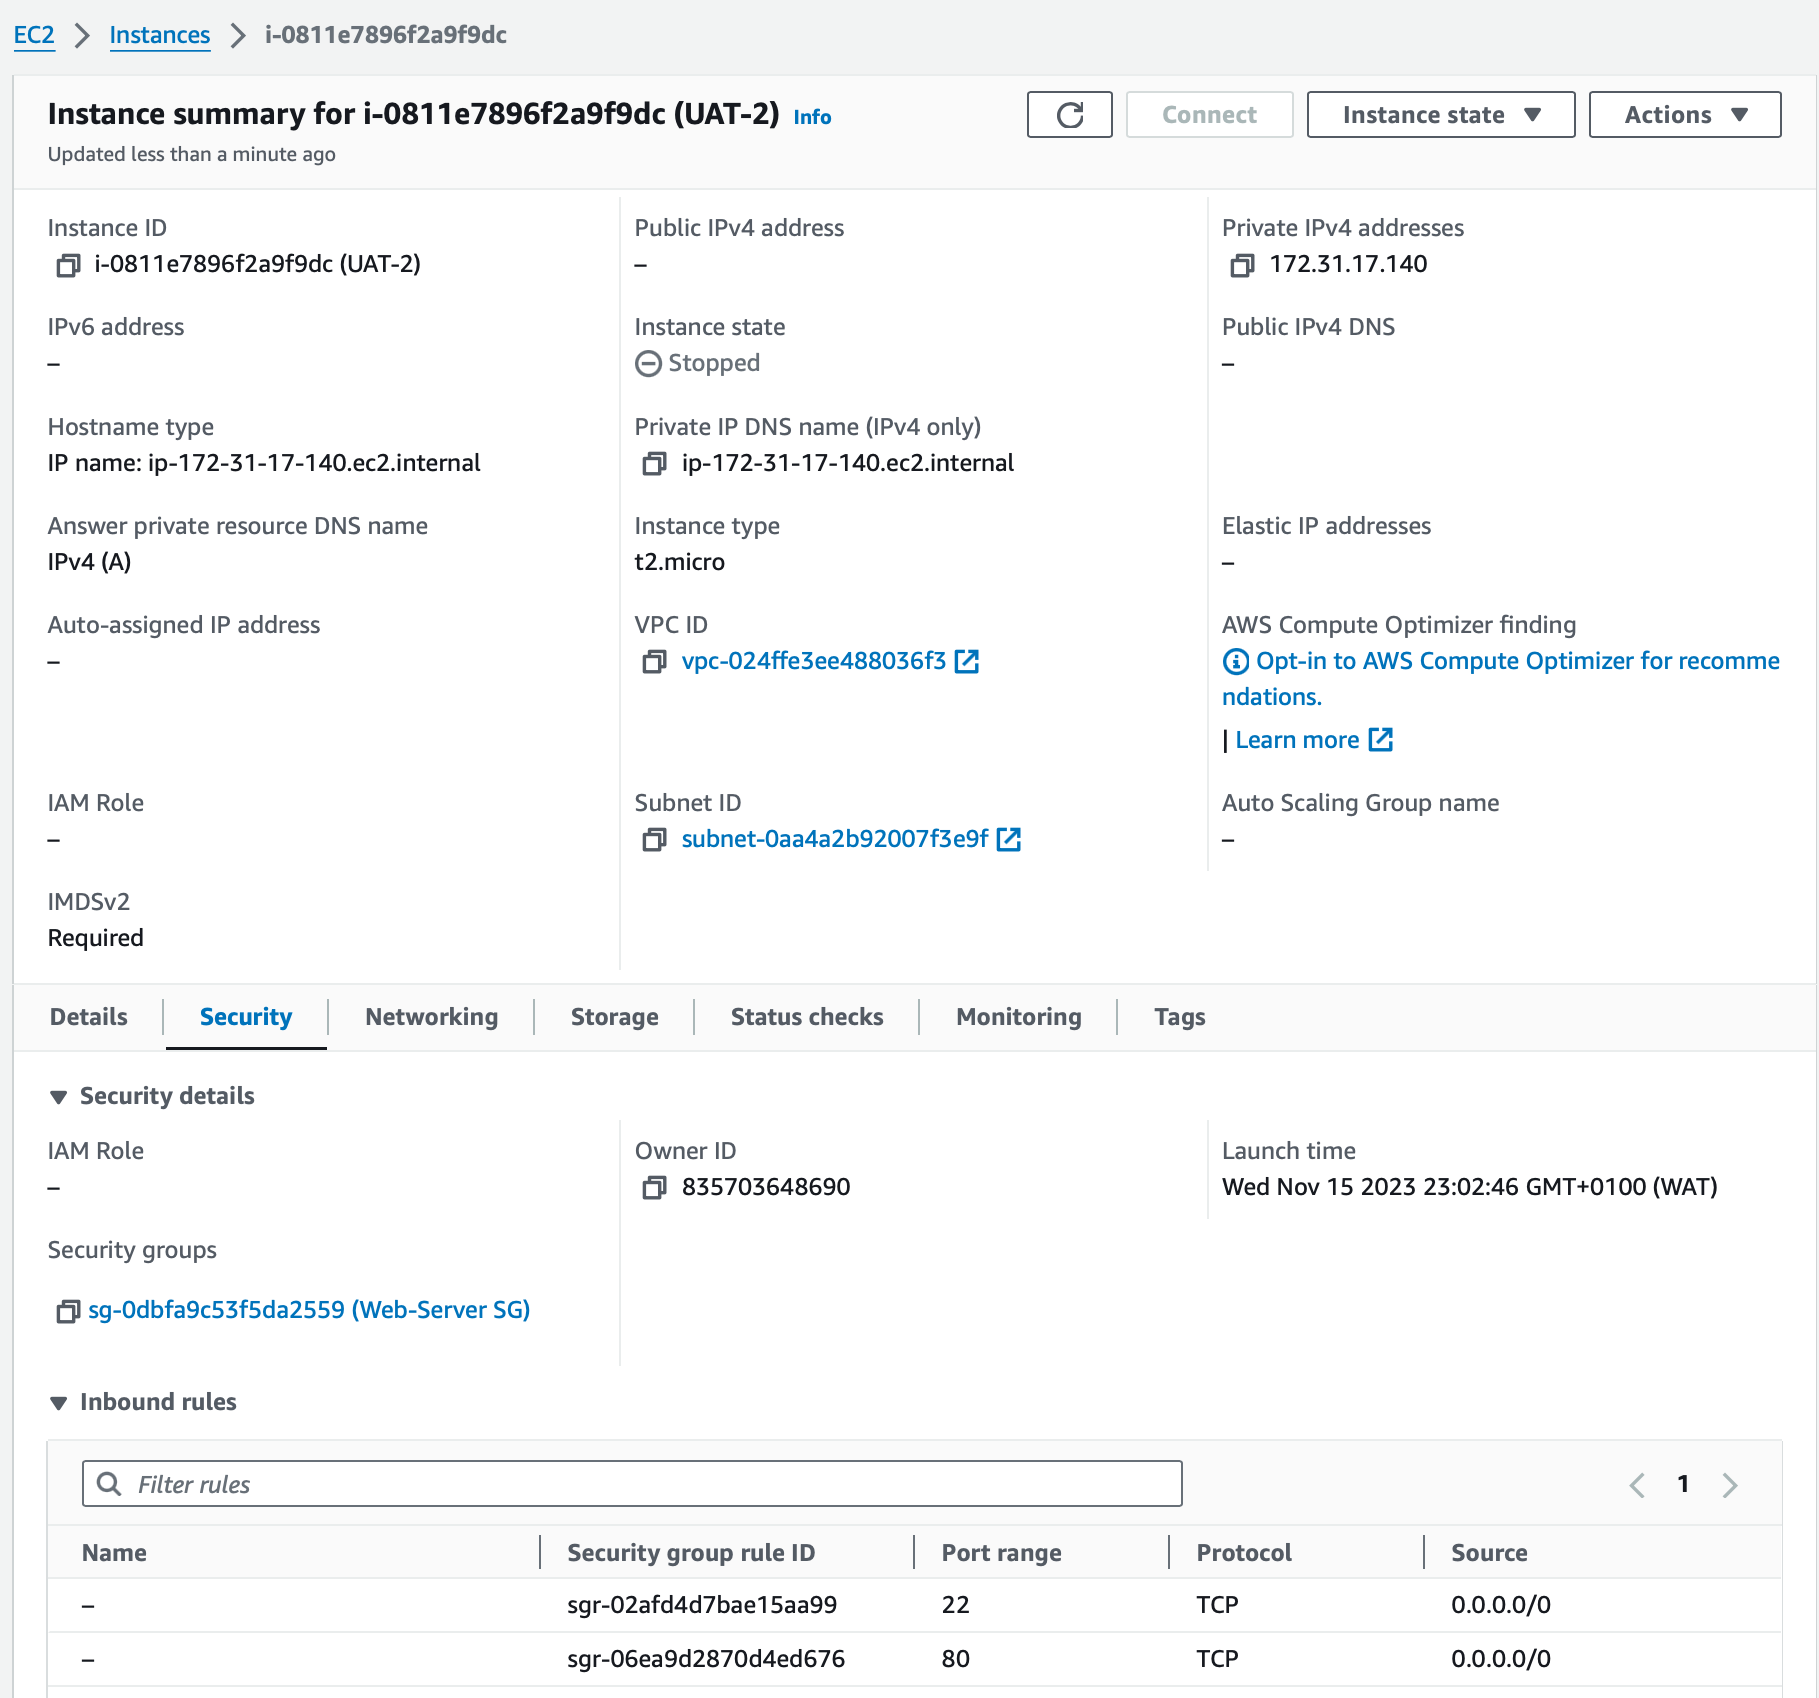 EC2 > Instances > i-0811e7896f2a9f9dc
Instance summary for i-0811e7896f2a9f9dc (UAT-2) Info
Connect
Instance state
Actions
Updated less than a minute ago
Instance ID
i-0811e7896f2a9f9dc (UAT-2)
Public IPv4 address
–
Private IPv4 addresses
172.31.17.140
IPv6 address
–
Instance state
Stopped
Public IPv4 DNS
–
Hostname type
IP name: ip-172-31-17-140.ec2.internal
Private IP DNS name (IPv4 only)
ip-172-31-17-140.ec2.internal
Answer private resource DNS name
IPv4 (A)
Instance type
t2.micro
Elastic IP addresses
–
Auto-assigned IP address
–
VPC ID
vpc-024ffe3ee488036f3
AWS Compute Optimizer finding
Opt-in to AWS Compute Optimizer for recomme
ndations.
| Learn more
IAM Role
–
Subnet ID
subnet-0aa4a2b92007f3e9f
Auto Scaling Group name
–
IMDSv2
Required
Details | Security | Networking | Storage | Status checks | Monitoring | Tags
Security details
IAM Role
–
Owner ID
835703648690
Launch time
Wed Nov 15 2023 23:02:46 GMT+0100 (WAT)
Security groups
sg-0dbfa9c53f5da2559 (Web-Server SG)
Inbound rules
Filter rules
1
Name | Security group rule ID | Port range | Protocol | Source
– sgr-02afd4d7bae15aa99 22 TCP 0.0.0.0/0
– sgr-06ea9d2870d4ed676 80 TCP 0.0.0.0/0